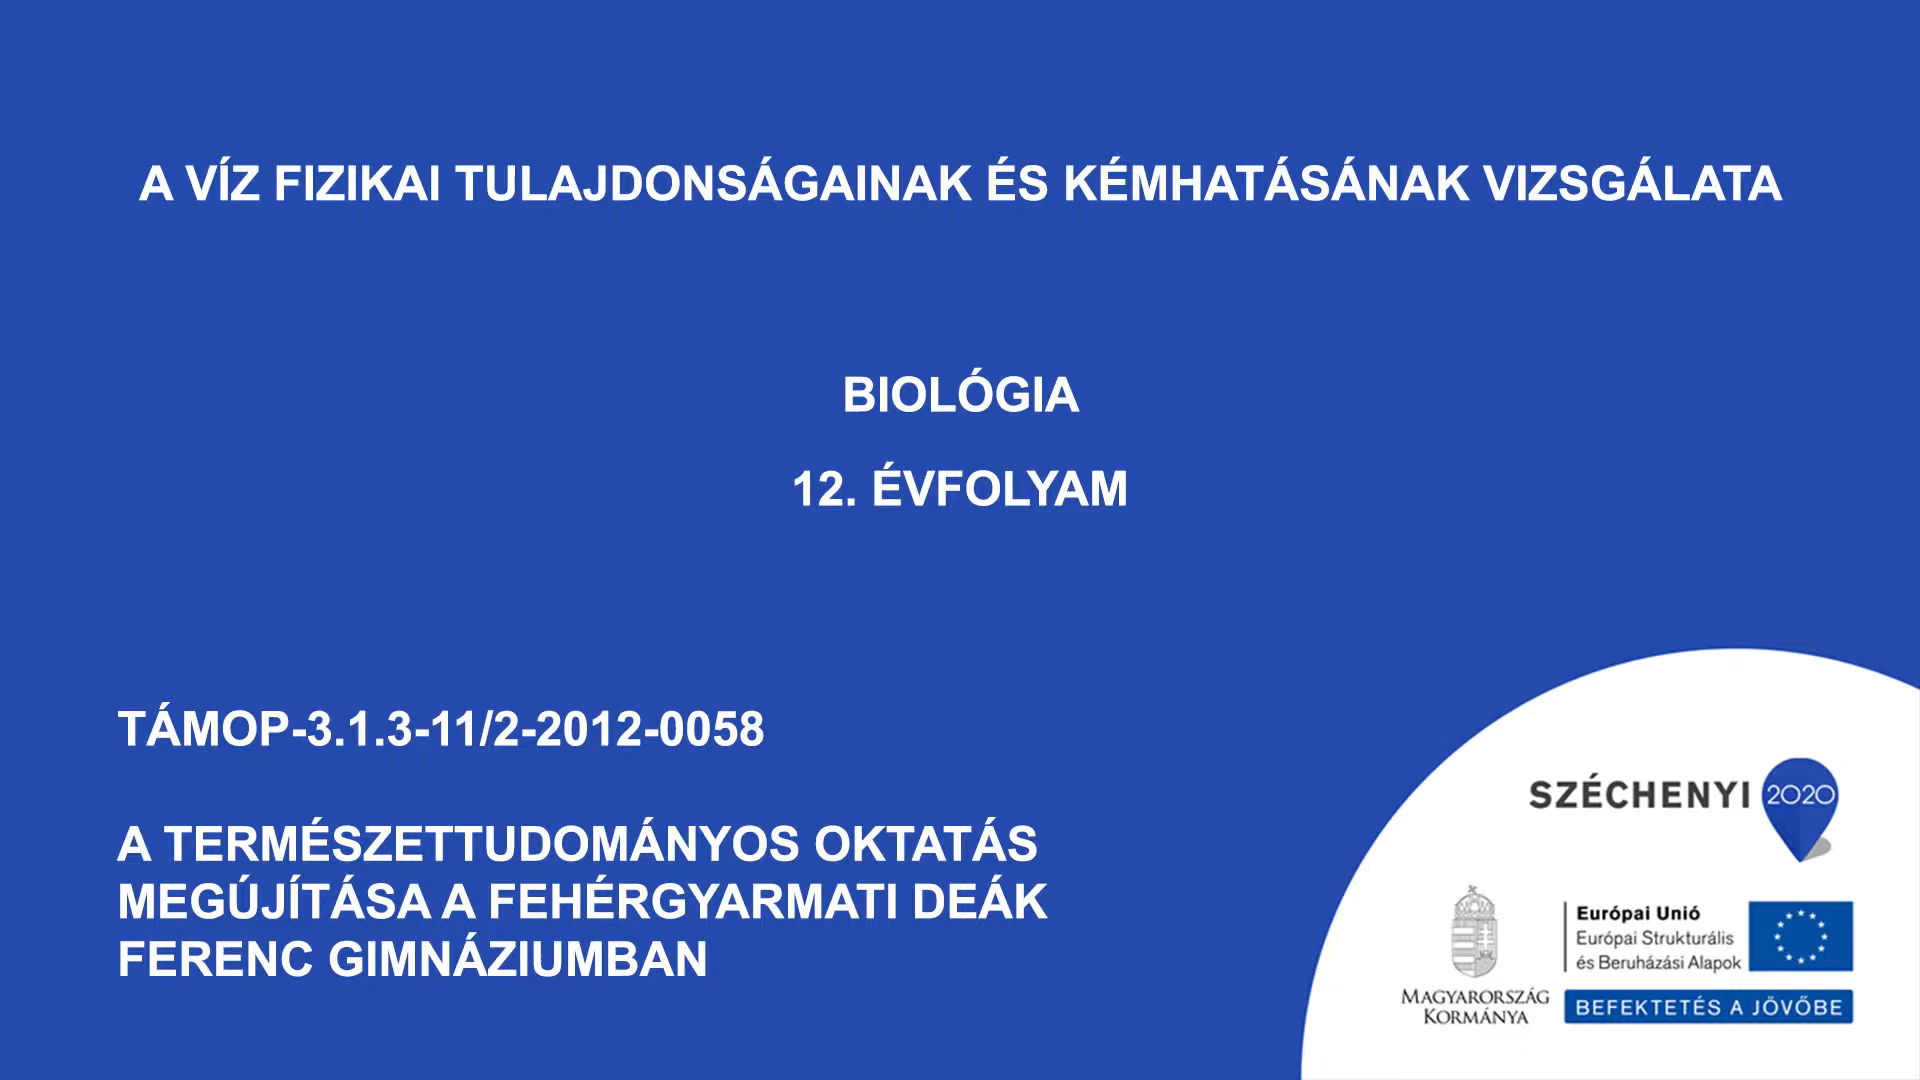 A VÍZ FIZIKAI TULAJDONSÁGAINAK ÉS KÉMHATÁSÁNAK VIZSGÁLATA
BIOLÓGIA
12. ÉVFOLYAM
TÁMOP-3.1.3-11/2-2012-0058
A TERMÉSZETTUDOMÁNYOS OKTATÁS
MEGÚJÍTÁSA A FEHÉRGYARMATI DEÁK
FERENC GIMNÁZIUMBAN
SZÉCHENYI 2020
MAGYARORSZÁG
KORMÁNYA
Európai Unió
Európai Strukturális
és Beruházási Alapok
BEFEKTETÉS A JÖVŐBE